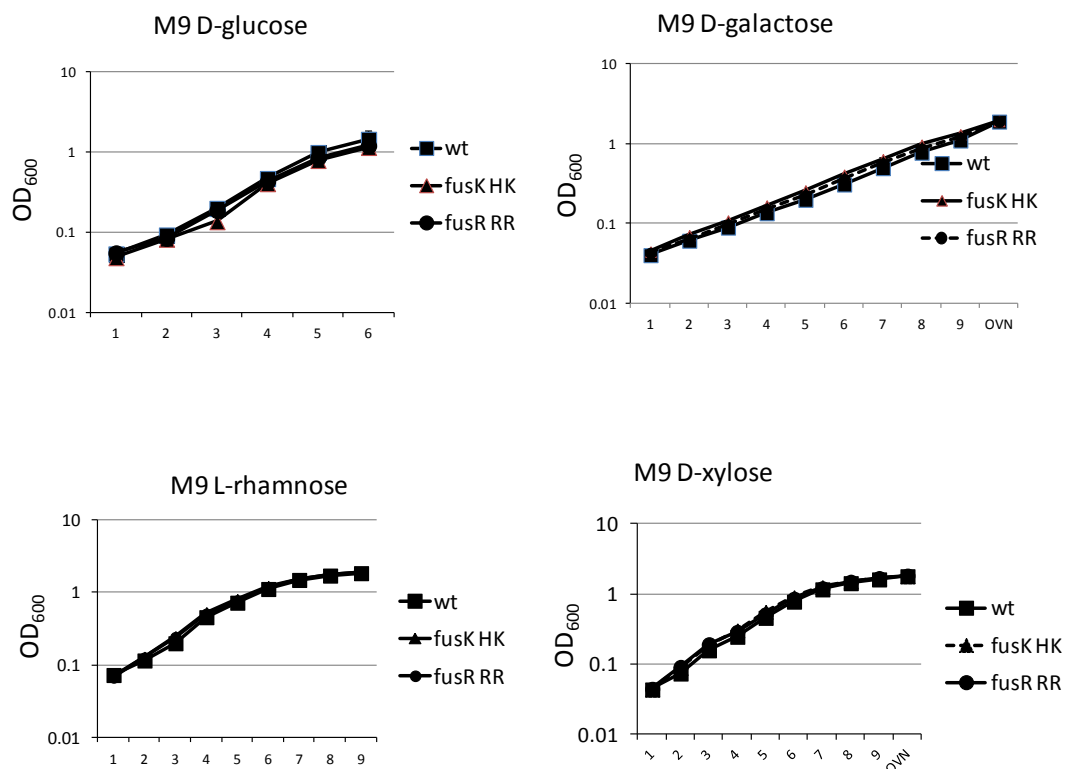 M9 D-glucose
10
1
0.1
0.01
OD600
1 2 3 4 5 6
wt
fusK HK
fusR RR
M9 D-galactose
10
1
0.1
0.01
OD600
1 2 3 4 5 6 7 8 9 OVN
wt
fusK HK
fusR RR
M9 L-rhamnose
10
1
0.1
0.01
OD600
1 2 3 4 5 6 7 8 9
wt
fusK HK
fusR RR
M9 D-xylose
10
1
0.1
0.01
OD600
1 2 3 4 5 6 7 8 9 OVN
wt
fusK HK
fusR RR